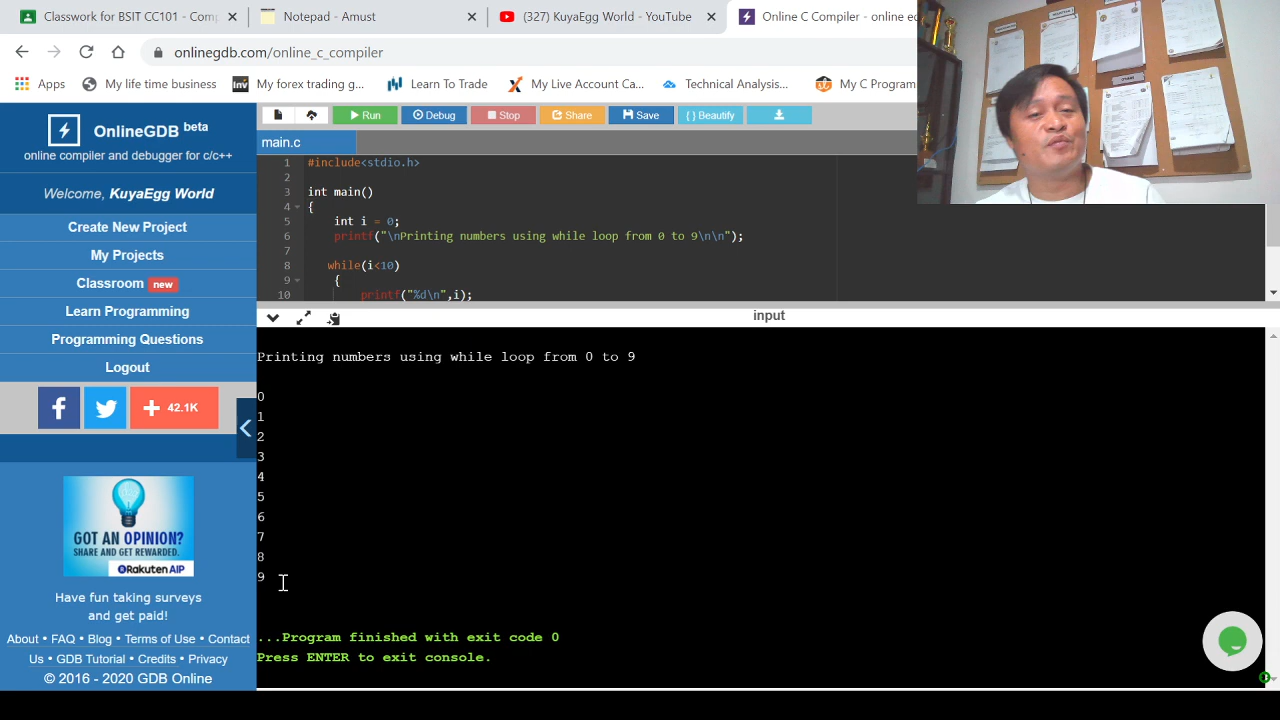 Classwork for BSIT CC101 - Comp
Notepad - Amust
(327) KuyaEgg World - YouTube
Online C Compiler - online ed
onlinegdb.com/online_c_compiler
Apps
My life time business
My forex trading g...
Learn To Trade
My Live Account Ca...
Technical Analysis...
My C Program
OnlineGDB beta
online compiler and debugger for c/c++
Welcome, KuyaEgg World
Create New Project
My Projects
Classroom new
Learn Programming
Programming Questions
Logout
42.1K
GOT AN OPINION?
SHARE AND GET REWARDED.
Rakuten AIP
Have fun taking surveys
and get paid!
About • FAQ • Blog • Terms of Use • Contact
Us • GDB Tutorial • Credits • Privacy
© 2016 - 2020 GDB Online
Run
Debug
Stop
Share
Save
{ } Beautify
main.c
1 #include<stdio.h>
2
3 int main()
4 {
5 int i = 0;
6 printf("\nPrinting numbers using while loop from 0 to 9\n\n");
7
8 while(i<10)
9 {
10 printf("%d\n",i);
input
Printing numbers using while loop from 0 to 9
0
1
2
3
4
5
6
7
8
9
...Program finished with exit code 0
Press ENTER to exit console.